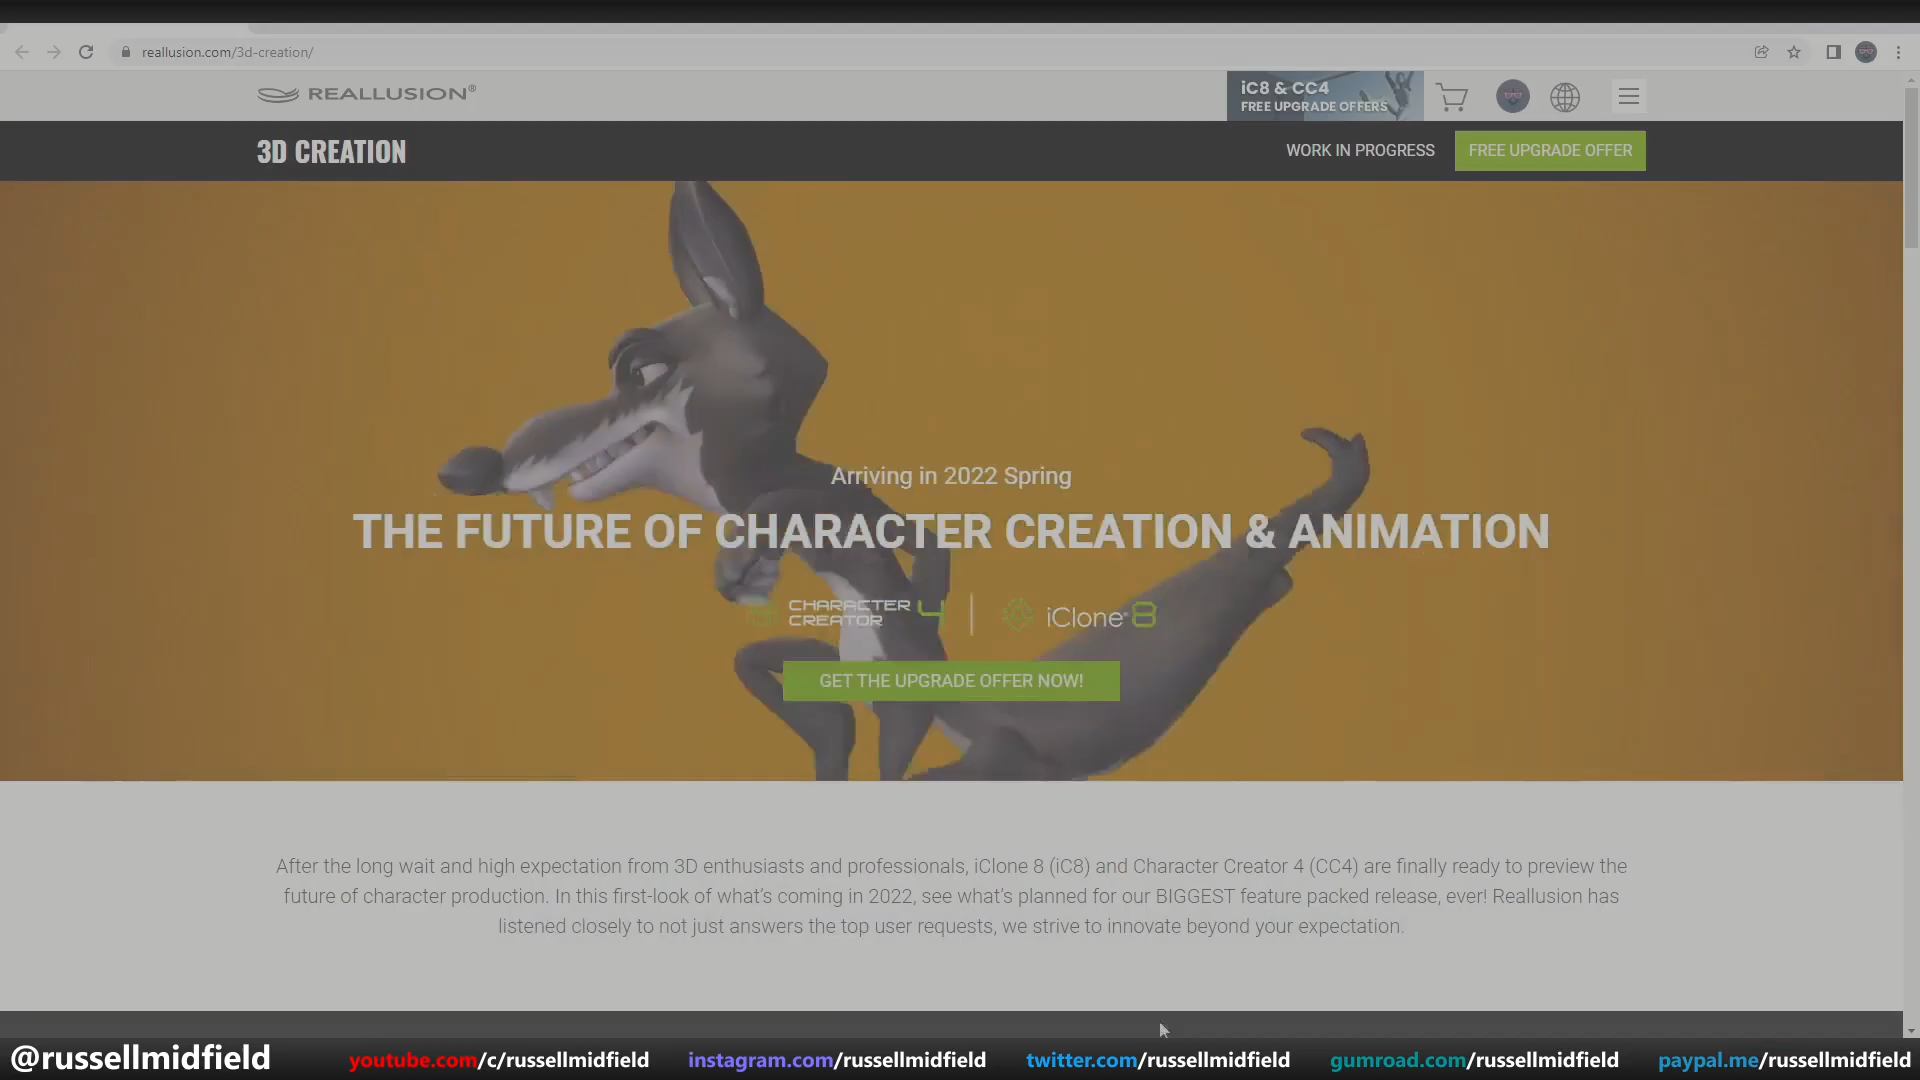 reallusion.com/3d-creation/
REALLUSION®
iC8 & CC4
FREE UPGRADE OFFERS
3D CREATION
WORK IN PROGRESS
FREE UPGRADE OFFER
Arriving in 2022 Spring
THE FUTURE OF CHARACTER CREATION & ANIMATION
CHARACTER
CREATOR 4
iClone® 8
GET THE UPGRADE OFFER NOW!
After the long wait and high expectation from 3D enthusiasts and professionals, iClone 8 (iC8) and Character Creator 4 (CC4) are finally ready to preview the
future of character production. In this first-look of what's coming in 2022, see what's planned for our BIGGEST feature packed release, ever! Reallusion has
listened closely to not just answers the top user requests, we strive to innovate beyond your expectation.
@russellmidfield
youtube.com/c/russellmidfield
instagram.com/russellmidfield
twitter.com/russellmidfield
gumroad.com/russellmidfield
paypal.me/russellmidfield